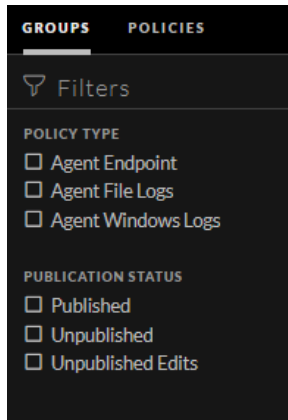 GROUPS POLICIES
Filters
POLICY TYPE
Agent Endpoint
Agent File Logs
Agent Windows Logs
PUBLICATION STATUS
Published
Unpublished
Unpublished Edits